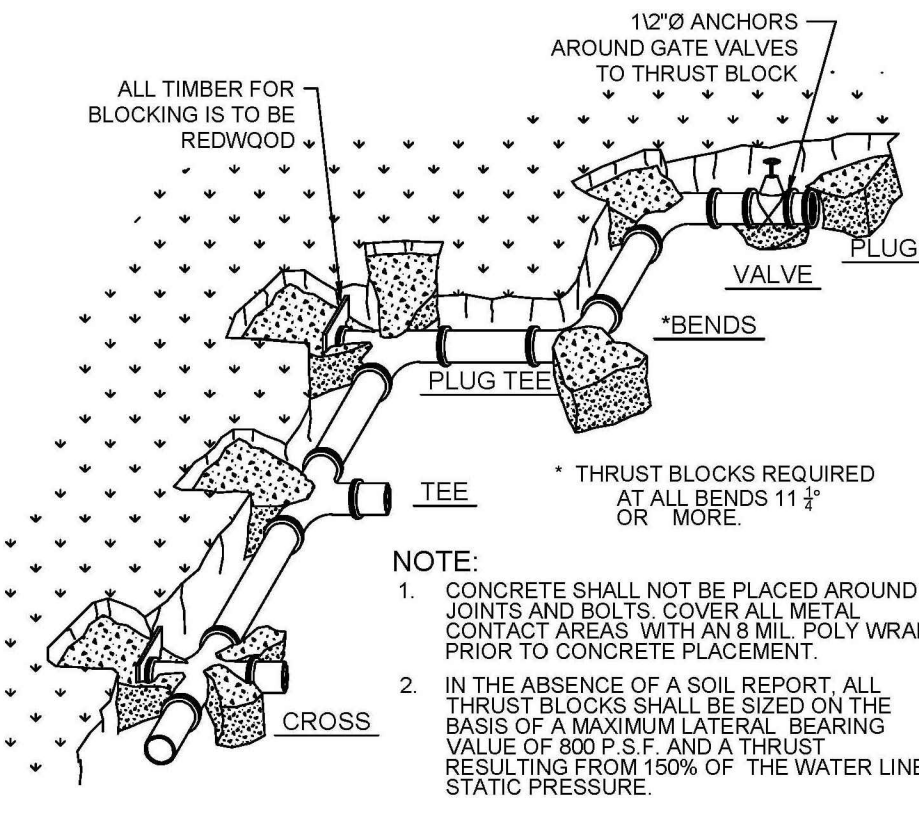 1\2"Ø ANCHORS
AROUND GATE VALVES
TO THRUST BLOCK
ALL TIMBER FOR
BLOCKING IS TO BE
REDWOOD
PLUG
VALVE
*BENDS
PLUG TEE
* THRUST BLOCKS REQUIRED
AT ALL BENDS 11 1/4°
OR MORE.
TEE
NOTE:
1. CONCRETE SHALL NOT BE PLACED AROUND
JOINTS AND BOLTS. COVER ALL METAL
CONTACT AREAS WITH AN 8 MIL. POLY WRA
PRIOR TO CONCRETE PLACEMENT.
2. IN THE ABSENCE OF A SOIL REPORT, ALL
THRUST BLOCKS SHALL BE SIZED ON THE
BASIS OF A MAXIMUM LATERAL BEARING
VALUE OF 800 P.S.F. AND A THRUST
RESULTING FROM 150% OF THE WATER LINE
STATIC PRESSURE.
CROSS